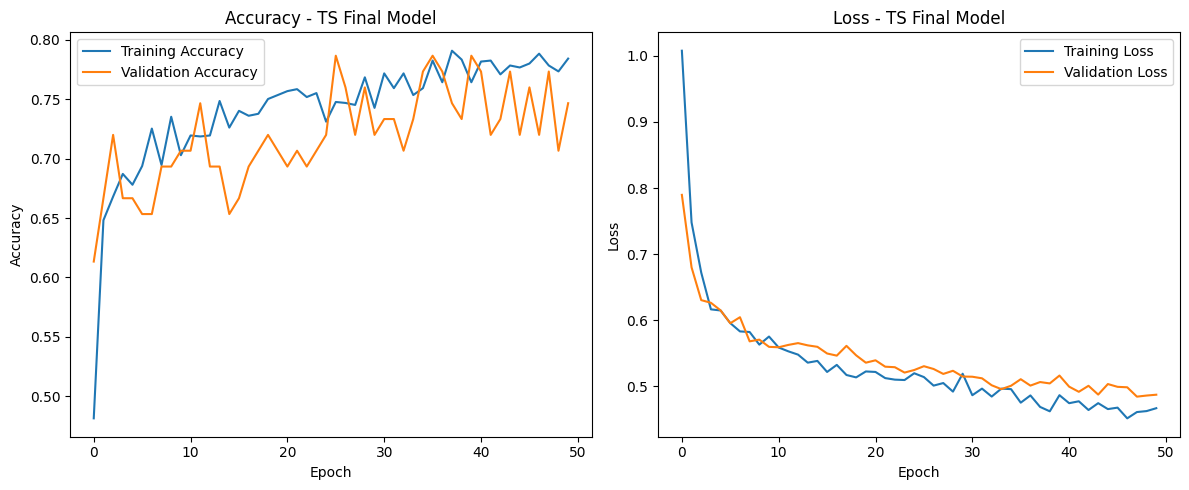 Accuracy - TS Final Model
Training Accuracy
Validation Accuracy
0.80
0.75
0.70
0.65
0.60
0.55
0.50
Accuracy
0 10 20 30 40 50
Epoch
Loss - TS Final Model
Training Loss
Validation Loss
1.0
0.9
0.8
0.7
0.6
0.5
Loss
0 10 20 30 40 50
Epoch